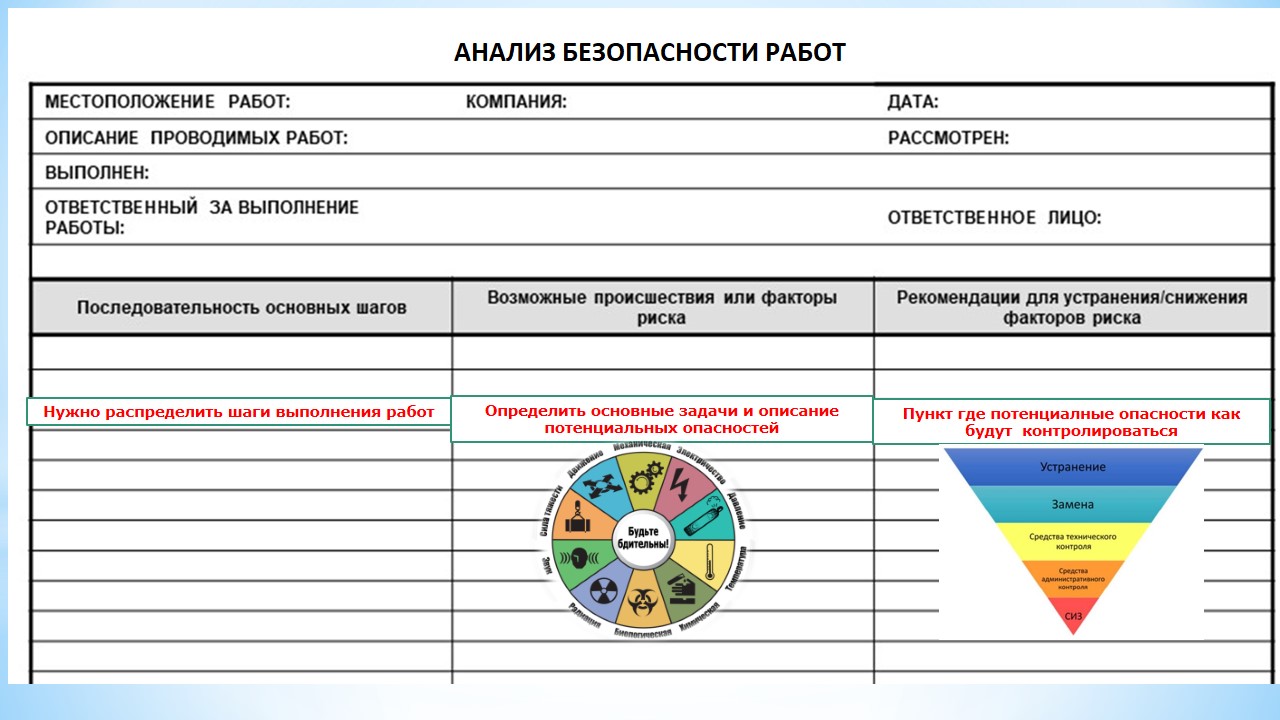 АНАЛИЗ БЕЗОПАСНОСТИ РАБОТ
МЕСТОПОЛОЖЕНИЕ РАБОТ:
КОМПАНИЯ:
ДАТА:
ОПИСАНИЕ ПРОВОДИМЫХ РАБОТ:
РАССМОТРЕН:
ВЫПОЛНЕН:
ОТВЕТСТВЕННЫЙ ЗА ВЫПОЛНЕНИЕ
РАБОТЫ:
ОТВЕТСТВЕННОЕ ЛИЦО:
Последовательность основных шагов
Возможные происшествия или факторы
риска
Рекомендации для устранения/снижения
факторов риска
Нужно распределить шаги выполнения работ
Определить основные задачи и описание
потенциальных опасностей
Пункт где потенциалные опасности как
будут контролироваться
Механическая
Электричество
Давление
Температура
Химическая
Биологическая
Радиация
Звук
Сила тяжести
Движение
Будьте
бдительны!
Устранение
Замена
Средства технического
контроля
Средства
административного
контроля
СИЗ